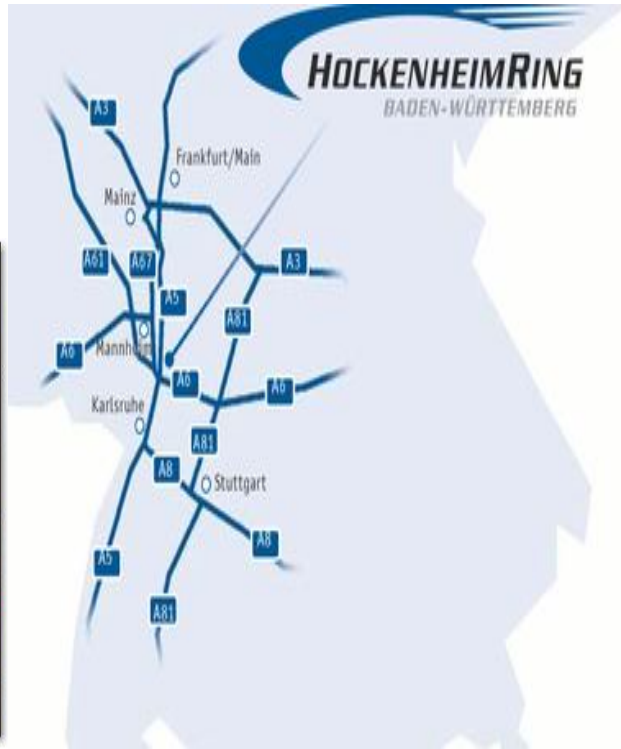 HOCKENHEIMRING
BADEN-WÜRTTEMBERG
A3
Frankfurt/Main
Mainz
A61
A67
A3
A5
A81
Mannheim
A6
A6
A6
Karlsruhe
A81
A8
Stuttgart
A8
A5
A81